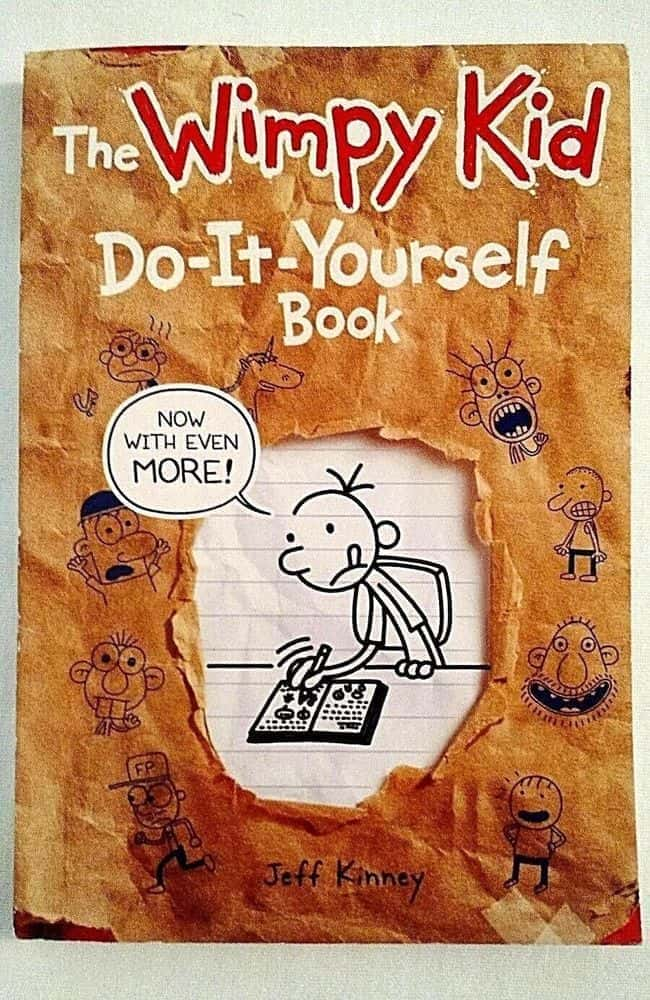 The Wimpy Kid
Do-It-Yourself
Book
NOW
WITH EVEN
MORE!
FP
Jeff Kinney